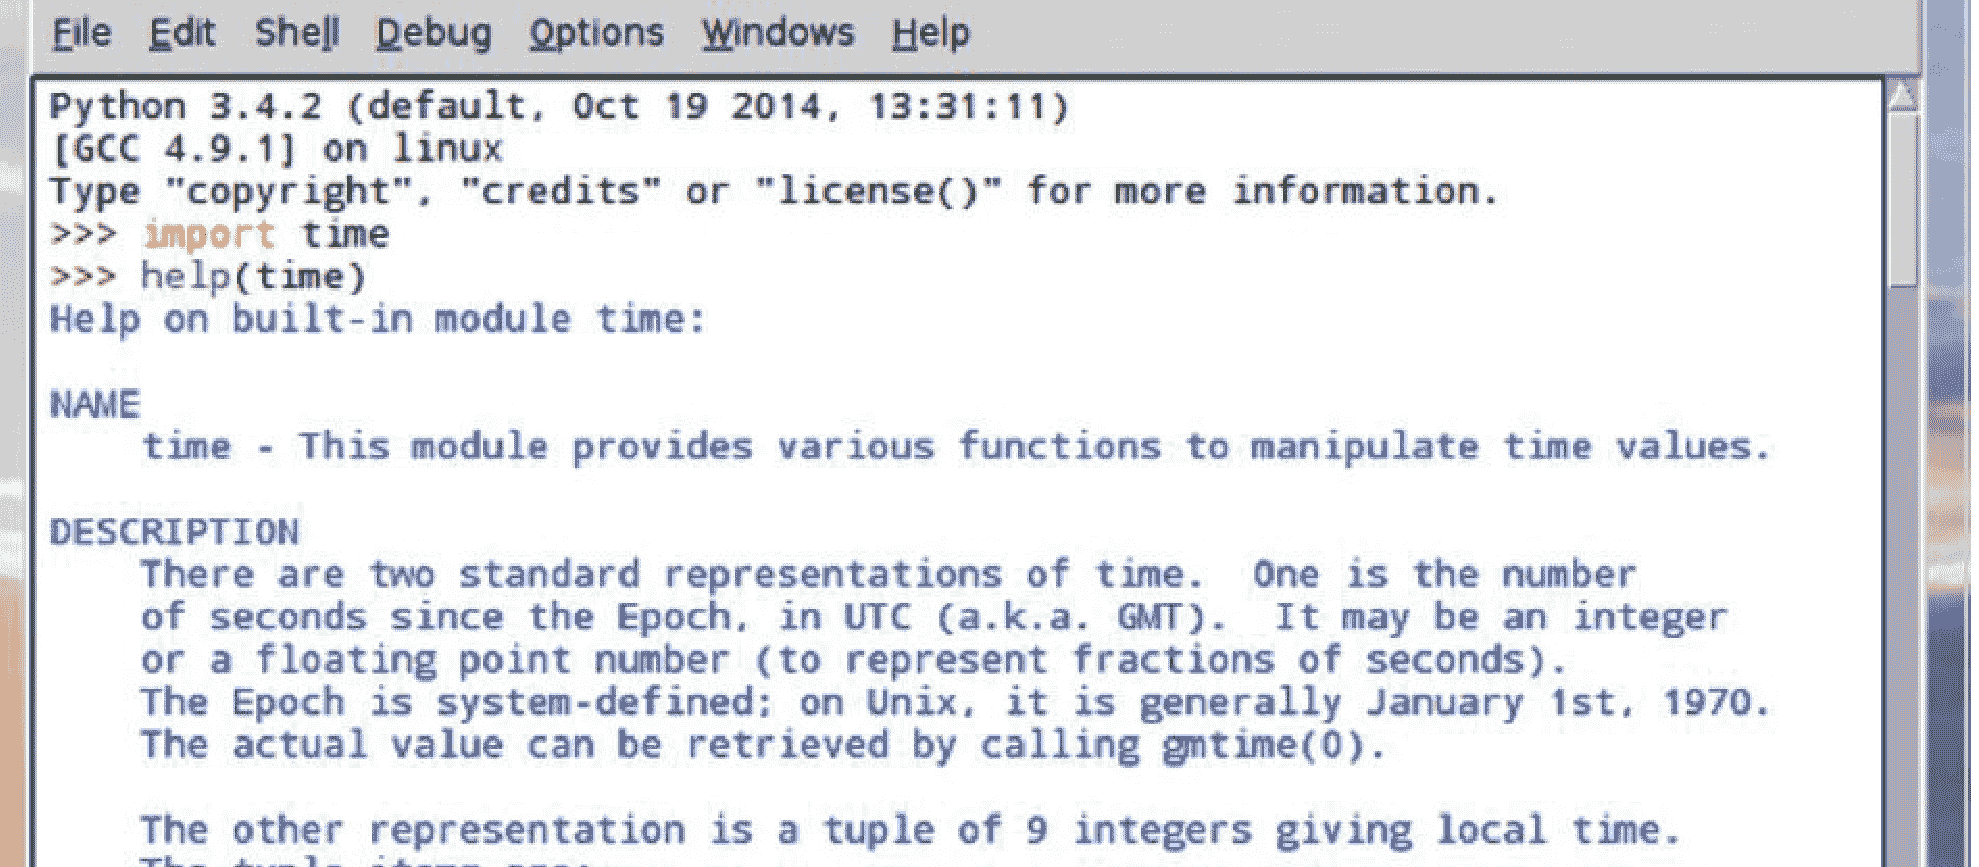 File Edit Shell Debug Options Windows Help
Python 3.4.2 (default, Oct 19 2014, 13:31:11)
[GCC 4.9.1] on linux
Type "copyright", "credits" or "license()" for more information.
>>> import time
>>> help(time)
Help on built-in module time:
NAME
time - This module provides various functions to manipulate time values.
DESCRIPTION
There are two standard representations of time.  One is the number
of seconds since the Epoch, in UTC (a.k.a. GMT).  It may be an integer
or a floating point number (to represent fractions of seconds).
The Epoch is system-defined; on Unix, it is generally January 1st, 1970.
The actual value can be retrieved by calling gmtime(0).
The other representation is a tuple of 9 integers giving local time.